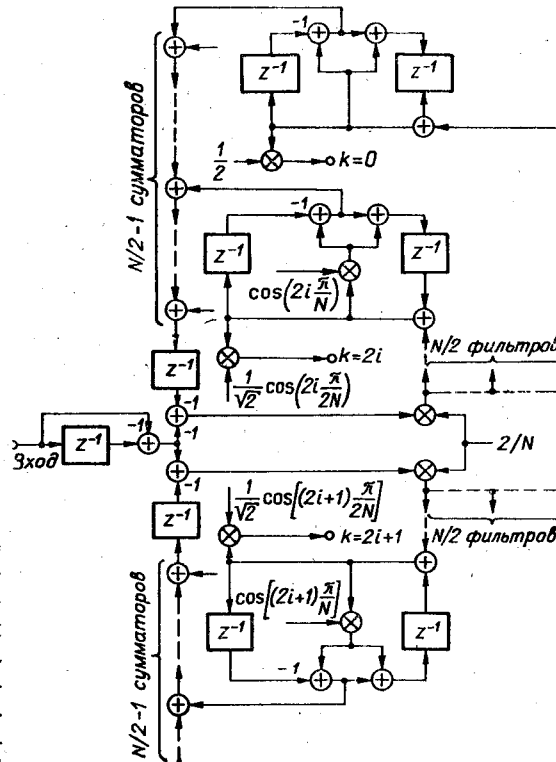 -1
z⁻¹
z⁻¹
N/2-1 сумматоров
1/2
k=0
-1
z⁻¹
z⁻¹
cos(2i π/N)
k=2i
N/2 фильтров
1/√2 cos(2i π/2N)
z⁻¹
-1
-1
-1
Вход
z⁻¹
2/N
-1
1/√2 cos[(2i+1) π/2N]
z⁻¹
k=2i+1
N/2 фильтров
N/2-1 сумматоров
cos[(2i+1) π/N]
z⁻¹
z⁻¹
-1